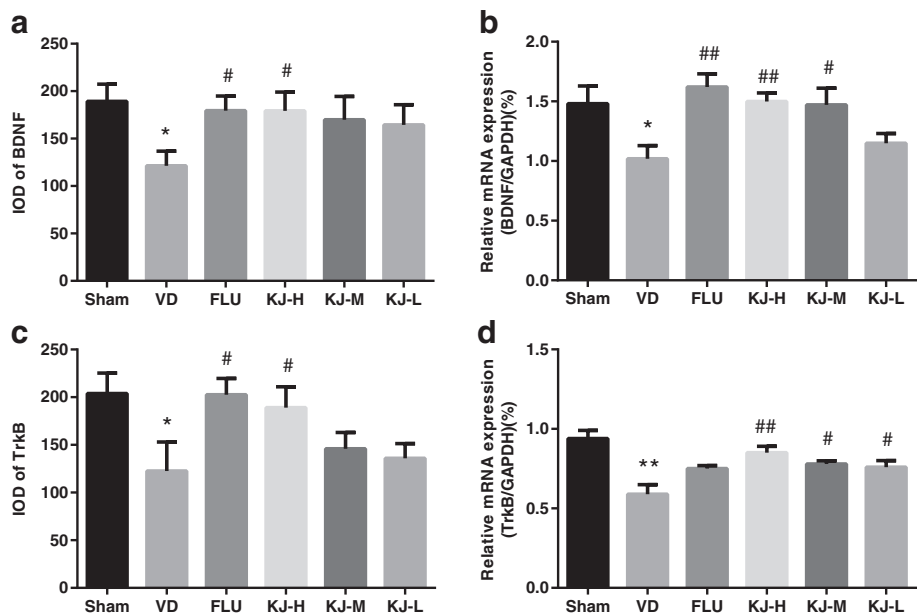 a
IOD of BDNF
250
200
150
100
50
0
*
#
#
Sham VD FLU KJ-H KJ-M KJ-L
b
Relative mRNA expression
(BDNF/GAPDH)(%)
2.0
1.5
1.0
0.5
0.0
*
##
##
#
Sham VD FLU KJ-H KJ-M KJ-L
c
IOD of TrkB
250
200
150
100
50
0
*
#
#
Sham VD FLU KJ-H KJ-M KJ-L
d
Relative mRNA expression
(TrkB/GAPDH)(%)
1.5
1.0
0.5
0.0
**
##
#
#
Sham VD FLU KJ-H KJ-M KJ-L